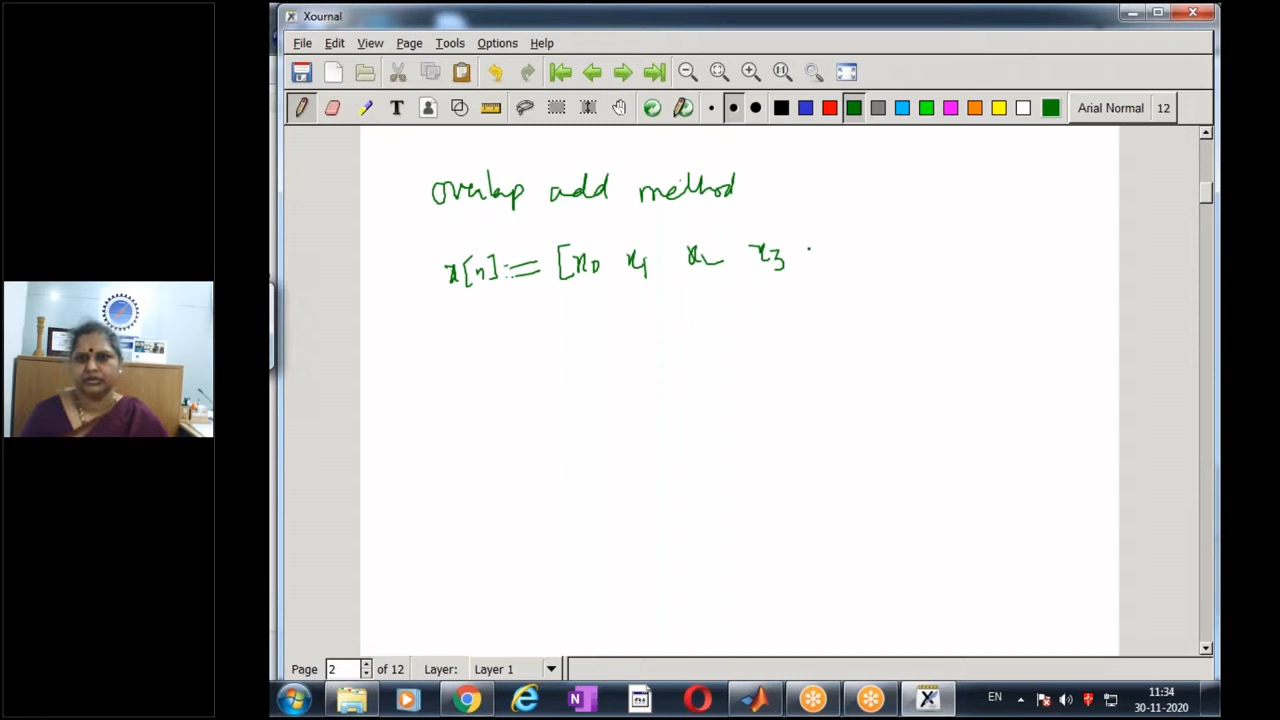 Xournal
File Edit View Page Tools Options Help
Arial Normal 12
overlap add method
x[n] = [x0 x1 x2 x3 .
Page 2 of 12 Layer: Layer 1
EN 11:34
30-11-2020